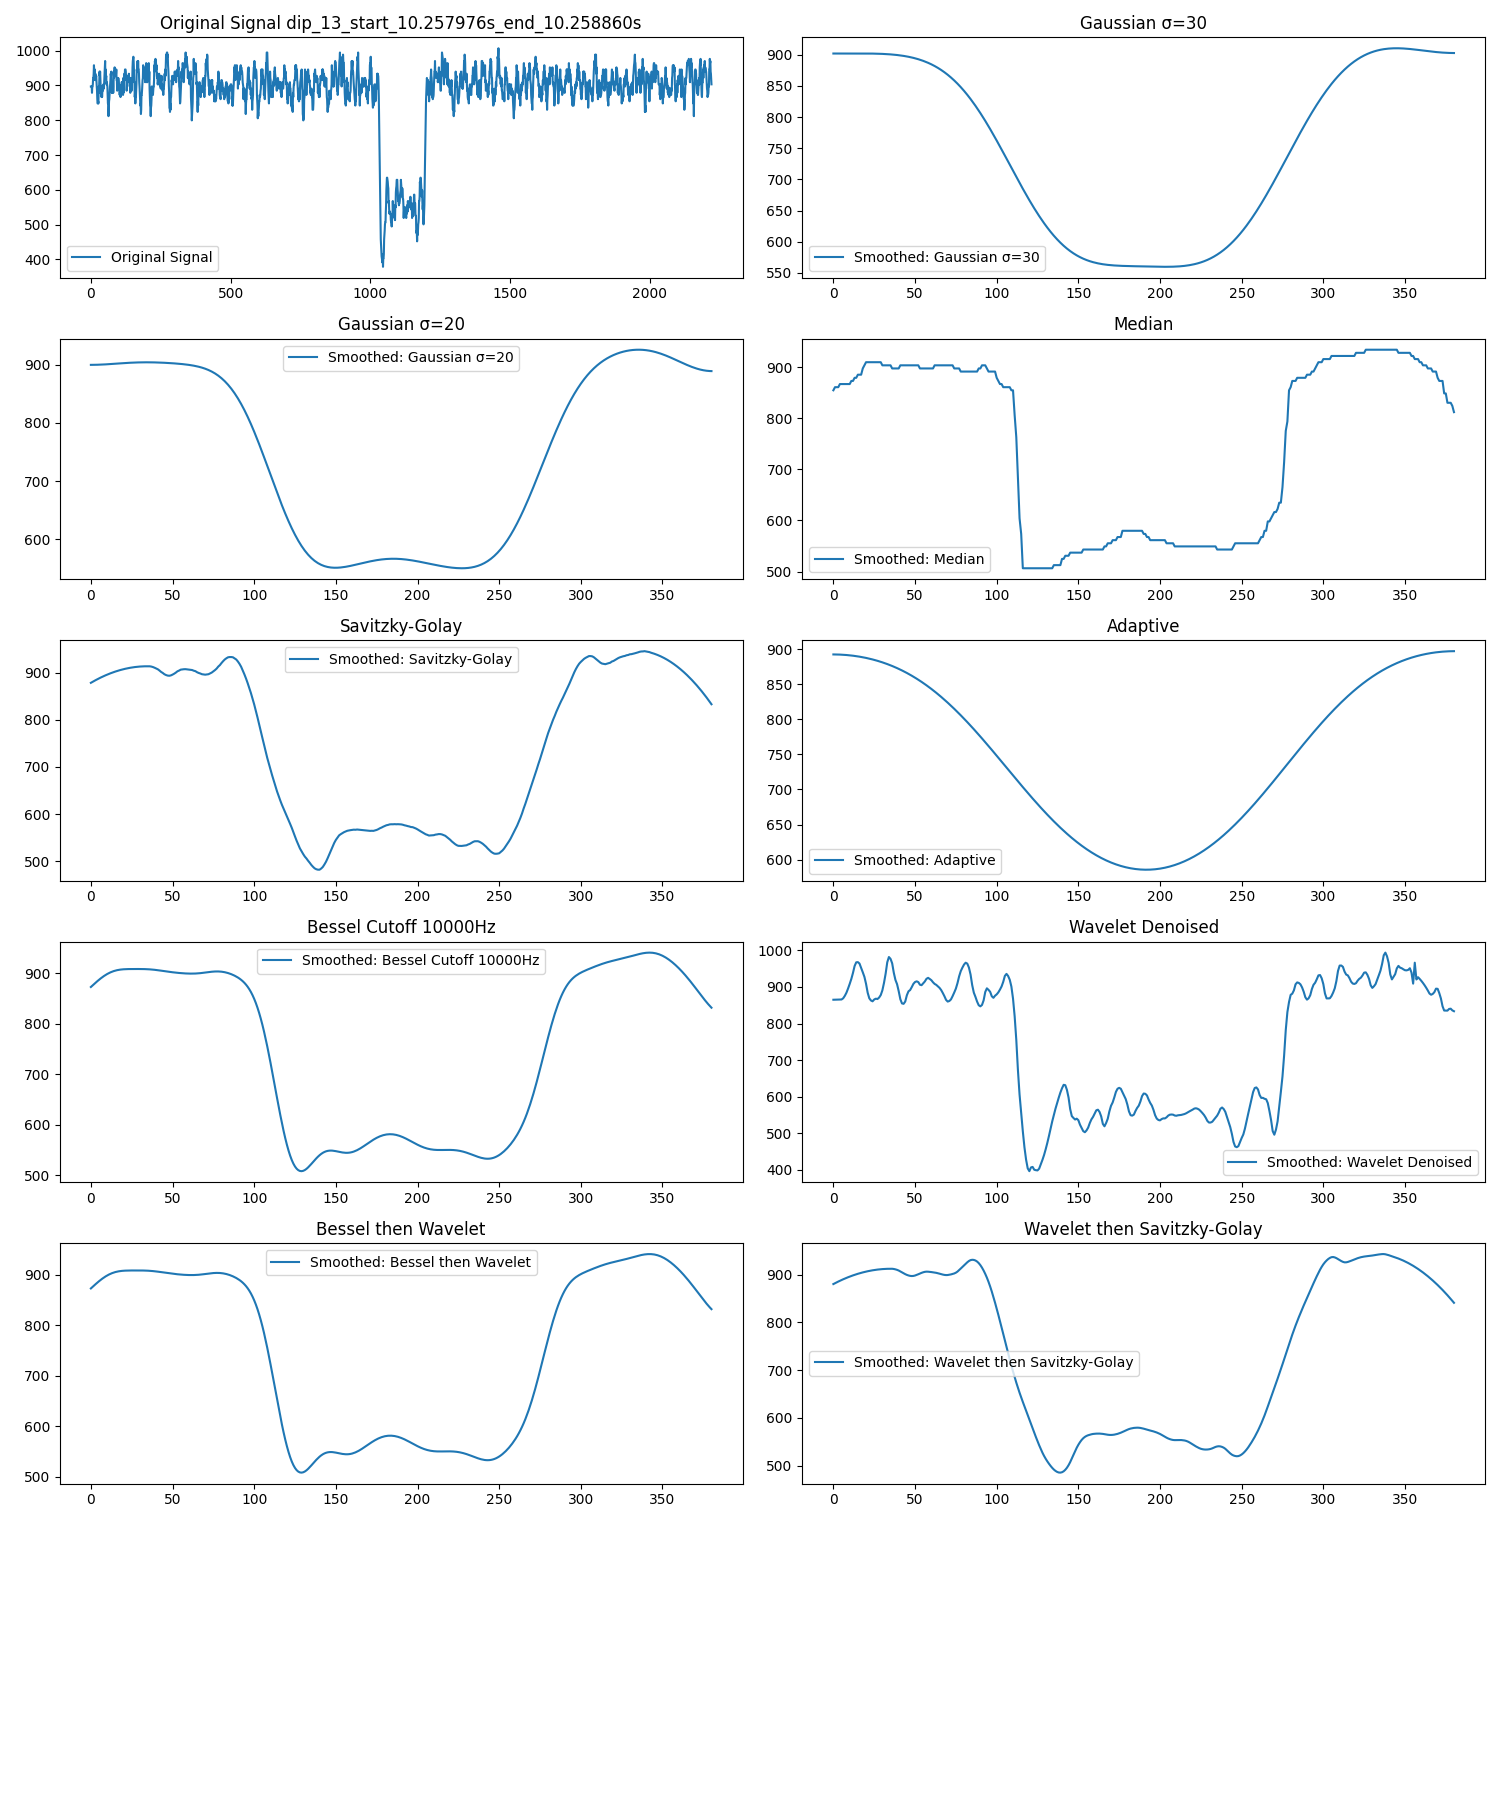 Original Signal dip_13_start_10.257976s_end_10.258860s
1000
900
800
700
600
500
400
0 500 1000 1500 2000
Original Signal
Gaussian σ=30
900
850
800
750
700
650
600
550
0 50 100 150 200 250 300 350
Smoothed: Gaussian σ=30
Gaussian σ=20
900
800
700
600
0 50 100 150 200 250 300 350
Smoothed: Gaussian σ=20
Median
900
800
700
600
500
0 50 100 150 200 250 300 350
Smoothed: Median
Savitzky-Golay
900
800
700
600
500
0 50 100 150 200 250 300 350
Smoothed: Savitzky-Golay
Adaptive
900
850
800
750
700
650
600
0 50 100 150 200 250 300 350
Smoothed: Adaptive
Bessel Cutoff 10000Hz
900
800
700
600
500
0 50 100 150 200 250 300 350
Smoothed: Bessel Cutoff 10000Hz
Wavelet Denoised
1000
900
800
700
600
500
400
0 50 100 150 200 250 300 350
Smoothed: Wavelet Denoised
Bessel then Wavelet
900
800
700
600
500
0 50 100 150 200 250 300 350
Smoothed: Bessel then Wavelet
Wavelet then Savitzky-Golay
900
800
700
600
500
0 50 100 150 200 250 300 350
Smoothed: Wavelet then Savitzky-Golay